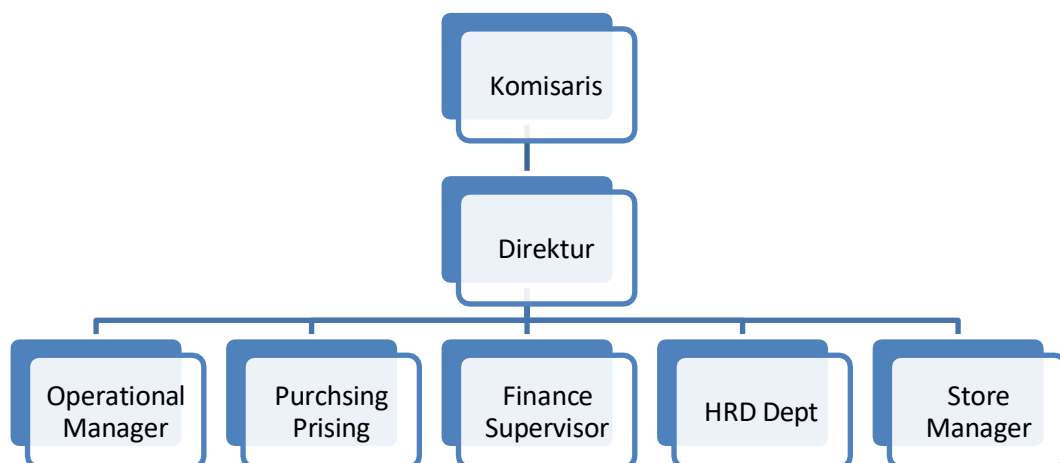 Komisaris
Direktur
Operational
Manager
Purchsing
Prising
Finance
Supervisor
HRD Dept
Store
Manager